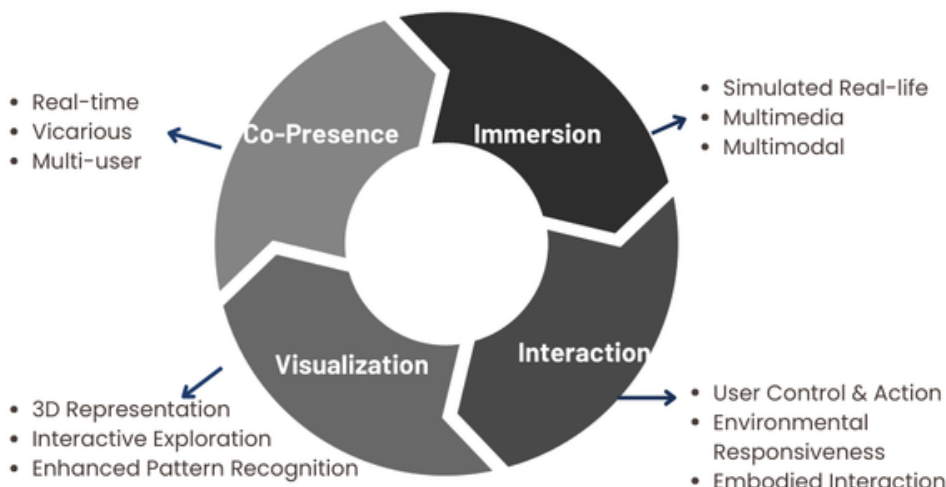 Co-Presence
• Real-time
• Vicarious
• Multi-user
Immersion
• Simulated Real-life
• Multimedia
• Multimodal
Visualization
• 3D Representation
• Interactive Exploration
• Enhanced Pattern Recognition
Interaction
• User Control & Action
• Environmental
Responsiveness
• Embodied Interaction